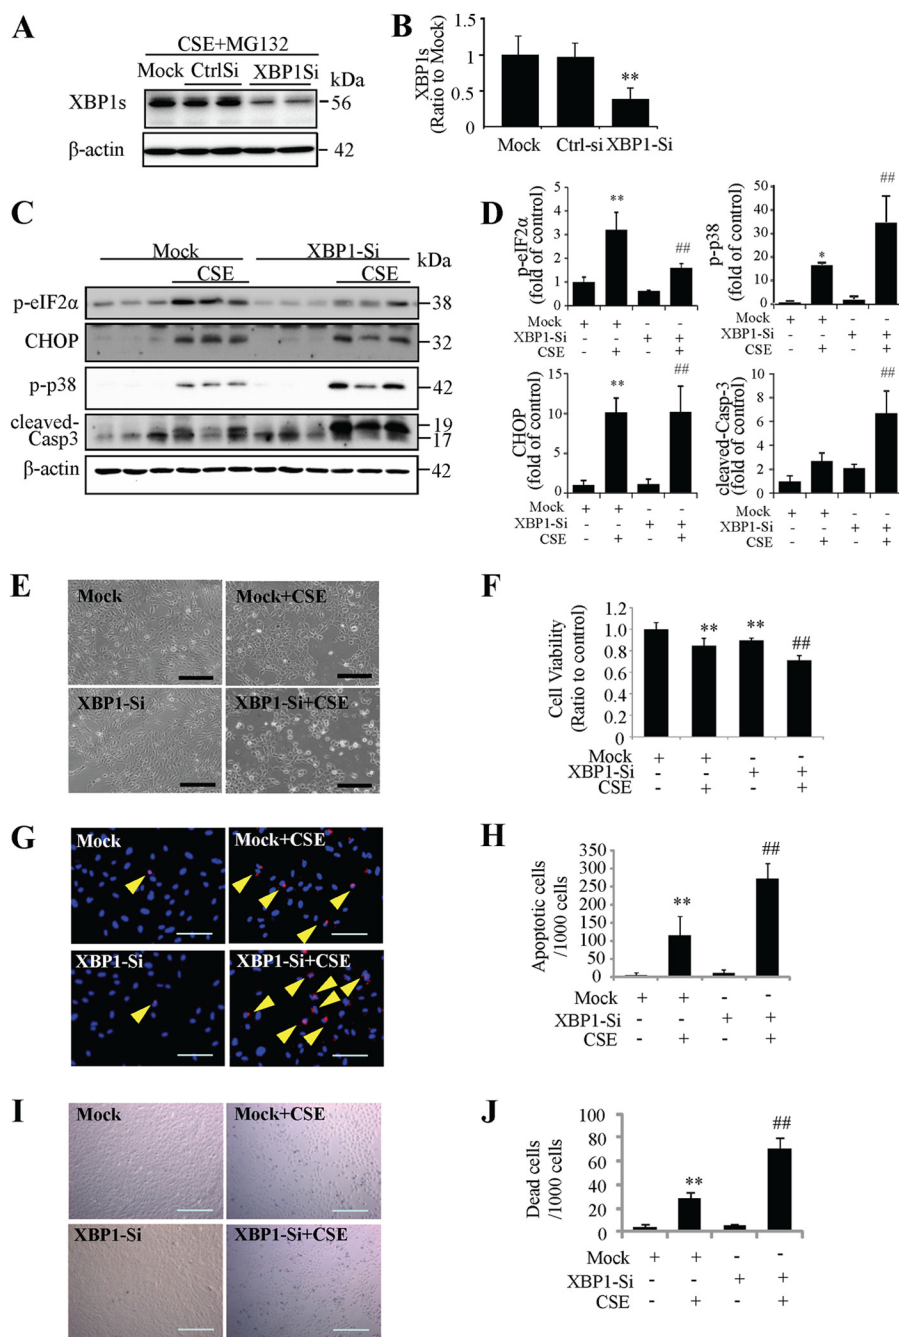 A
CSE+MG132
Mock CtrlSi XBP1Si
kDa
XBP1s
56
β-actin
42
B
XBP1s
(Ratio to Mock)
1.5
1
0.5
0
**
Mock Ctrl-si XBP1-Si
C
Mock XBP1-Si
CSE CSE
kDa
p-eIF2α
38
CHOP
32
p-p38
42
cleaved-
Casp3
19
17
β-actin
42
D
p-eIF2α
(fold of control)
5
4
3
2
1
0
**
##
Mock + + - -
XBP1-Si - - + +
CSE - + - +
p-p38
(fold of control)
50
40
30
20
10
0
*
##
Mock + + - -
XBP1-Si - - + +
CSE - + - +
CHOP
(fold of control)
15
10
5
0
**
##
Mock + + - -
XBP1-Si - - + +
CSE - + - +
cleaved-Casp-3
(fold of control)
10
8
6
4
2
0
##
Mock + + - -
XBP1-Si - - + +
CSE - + - +
E
Mock
Mock+CSE
XBP1-Si
XBP1-Si+CSE
F
Cell Viability
(Ratio to control)
1.2
1.0
0.8
0.6
0.4
0.2
0
**
**
##
Mock + + - -
XBP1-Si - - + +
CSE - + - +
G
Mock
Mock+CSE
XBP1-Si
XBP1-Si+CSE
H
Apoptotic cells
/1000 cells
350
300
250
200
150
100
50
0
**
##
Mock + + - -
XBP1-Si - - + +
CSE - + - +
I
Mock
Mock+CSE
XBP1-Si
XBP1-Si+CSE
J
Dead cells
/1000 cells
100
80
60
40
20
0
**
##
Mock + + - -
XBP1-Si - - + +
CSE - + - +